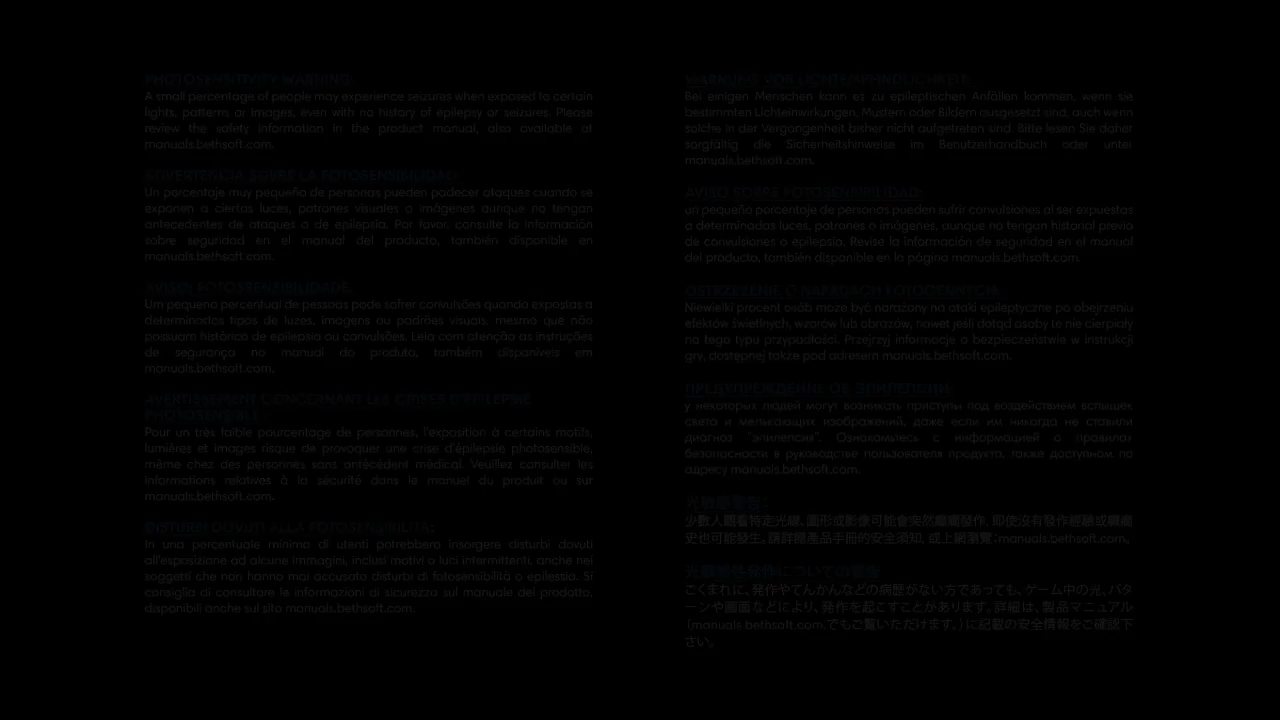 PHOTOSENSITIVITY WARNING:
A small percentage of people may experience seizures when exposed to certain
lights, patterns or images, even with no history of epilepsy or seizures. Please
review the safety information in the product manual, also available at
manuals.bethsoft.com.
ADVERTENCIA SOBRE LA FOTOSENSIBILIDAD:
Un porcentaje muy pequeño de personas pueden padecer ataques cuando se
exponen a ciertas luces, patrones visuales o imágenes aunque no tengan
antecedentes de ataques o de epilepsia. Por favor, consulte la información
sobre seguridad en el manual del producto, también disponible en
manuals.bethsoft.com.
AVISO: FOTOSSENSIBILIDADE.
Um pequeno percentual de pessoas pode sofrer convulsões quando expostas a
determinados tipos de luzes, imagens ou padrões visuais, mesmo que não
possuam histórico de epilepsia ou convulsões. Leia com atenção as instruções
de segurança no manual do produto, também disponíveis em
manuals.bethsoft.com.
AVERTISSEMENT CONCERNANT LES CRISES D'ÉPILEPSIE
PHOTOSENSIBLE :
Pour un très faible pourcentage de personnes, l'exposition à certains motifs,
lumières et images risque de provoquer une crise d'épilepsie photosensible,
même chez des personnes sans antécédent médical. Veuillez consulter les
informations relatives à la sécurité dans le manuel du produit ou sur
manuals.bethsoft.com.
DISTURBI DOVUTI ALLA FOTOSENSIBILITÀ:
In una percentuale minima di utenti potrebbero insorgere disturbi dovuti
all'esposizione ad alcune immagini, inclusi motivi o luci intermittenti, anche nei
soggetti che non hanno mai accusato disturbi di fotosensibilità o epilessia. Si
consiglia di consultare le informazioni di sicurezza sul manuale del prodotto,
disponibili anche sul sito manuals.bethsoft.com.
WARNUNG VOR LICHTEMPFINDLICHKEIT:
Bei einigen Menschen kann es zu epileptischen Anfällen kommen, wenn sie
bestimmten Lichteinwirkungen, Mustern oder Bildern ausgesetzt sind, auch wenn
solche in der Vergangenheit bisher nicht aufgetreten sind. Bitte lesen Sie daher
sorgfältig die Sicherheitshinweise im Benutzerhandbuch oder unter
manuals.bethsoft.com.
AVISO SOBRE FOTOSENSIBILIDAD:
un pequeño porcentaje de personas pueden sufrir convulsiones al ser expuestas
a determinadas luces, patrones o imágenes, aunque no tengan historial previo
de convulsiones o epilepsia. Revise la información de seguridad en el manual
del producto, también disponible en la página manuals.bethsoft.com.
OSTRZEŻENIE O NAPADACH FOTOGENNYCH:
Niewielki procent osób może być narażony na ataki epileptyczne po obejrzeniu
efektów świetlnych, wzorów lub obrazów, nawet jeśli dotąd osoby te nie cierpiały
na tego typu przypadłości. Przejrzyj informacje o bezpieczeństwie w instrukcji
gry, dostępnej także pod adresem manuals.bethsoft.com.
ПРЕДУПРЕЖДЕНИЕ ОБ ЭПИЛЕПСИИ:
у некоторых людей могут возникать приступы под воздействием вспышек
света и мелькающих изображений, даже если им никогда не ставили
диагноз "эпилепсия". Ознакомьтесь с информацией о правилах
безопасности в руководстве пользователя продукта, также доступном по
адресу manuals.bethsoft.com.
光敏感警告：
少數人觀看特定光線、圖形或影像可能會突然癲癇發作，即使沒有發作經驗或癲癇
史也可能發生。請詳閱產品手冊的安全須知，或上網瀏覽：manuals.bethsoft.com。
光過敏性発作についての警告
ごくまれに、発作やてんかんなどの病歴がない方であっても、ゲーム中の光、パタ
ーンや画面などにより、発作を起こすことがあります。詳細は、製品マニュアル
（manuals.bethsoft.com でもご覧いただけます。）に記載の安全情報をご確認下
さい。